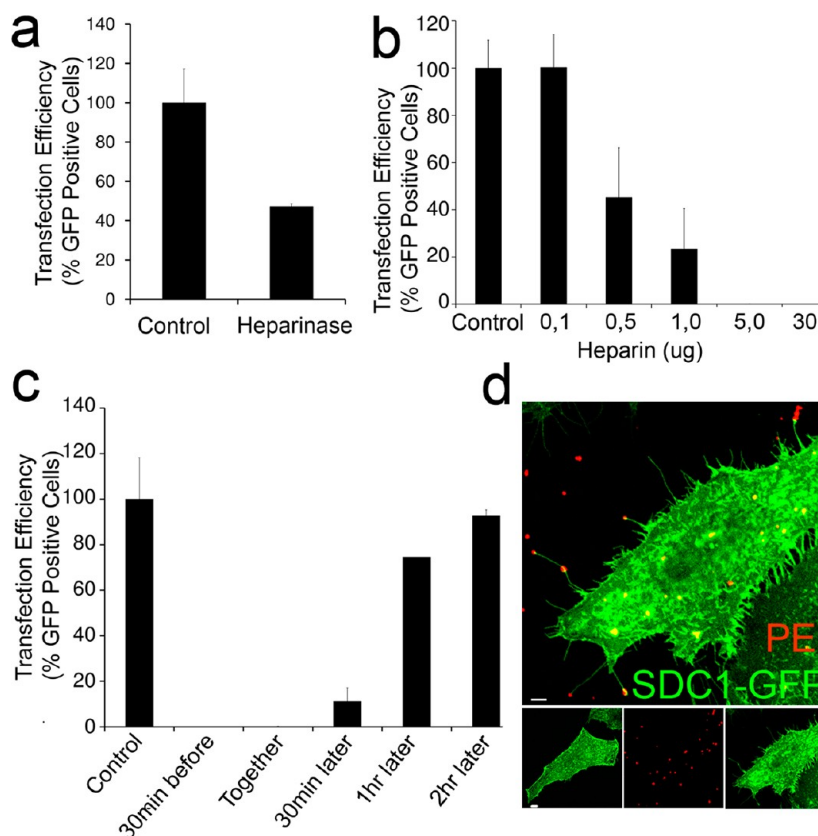 a
Transfection Efficiency
(% GFP Positive Cells)
140
120
100
80
60
40
20
0
Control Heparinase
b
Transfection Efficiency
(% GFP Positive Cells)
120
100
80
60
40
20
0
Control 0,1 0,5 1,0 5,0 30
Heparin (ug)
c
Transfection Efficiency
(% GFP Positive Cells)
140
120
100
80
60
40
20
0
Control
30min before
Together
30min later
1hr later
2hr later
d
PE
SDC1-GFP